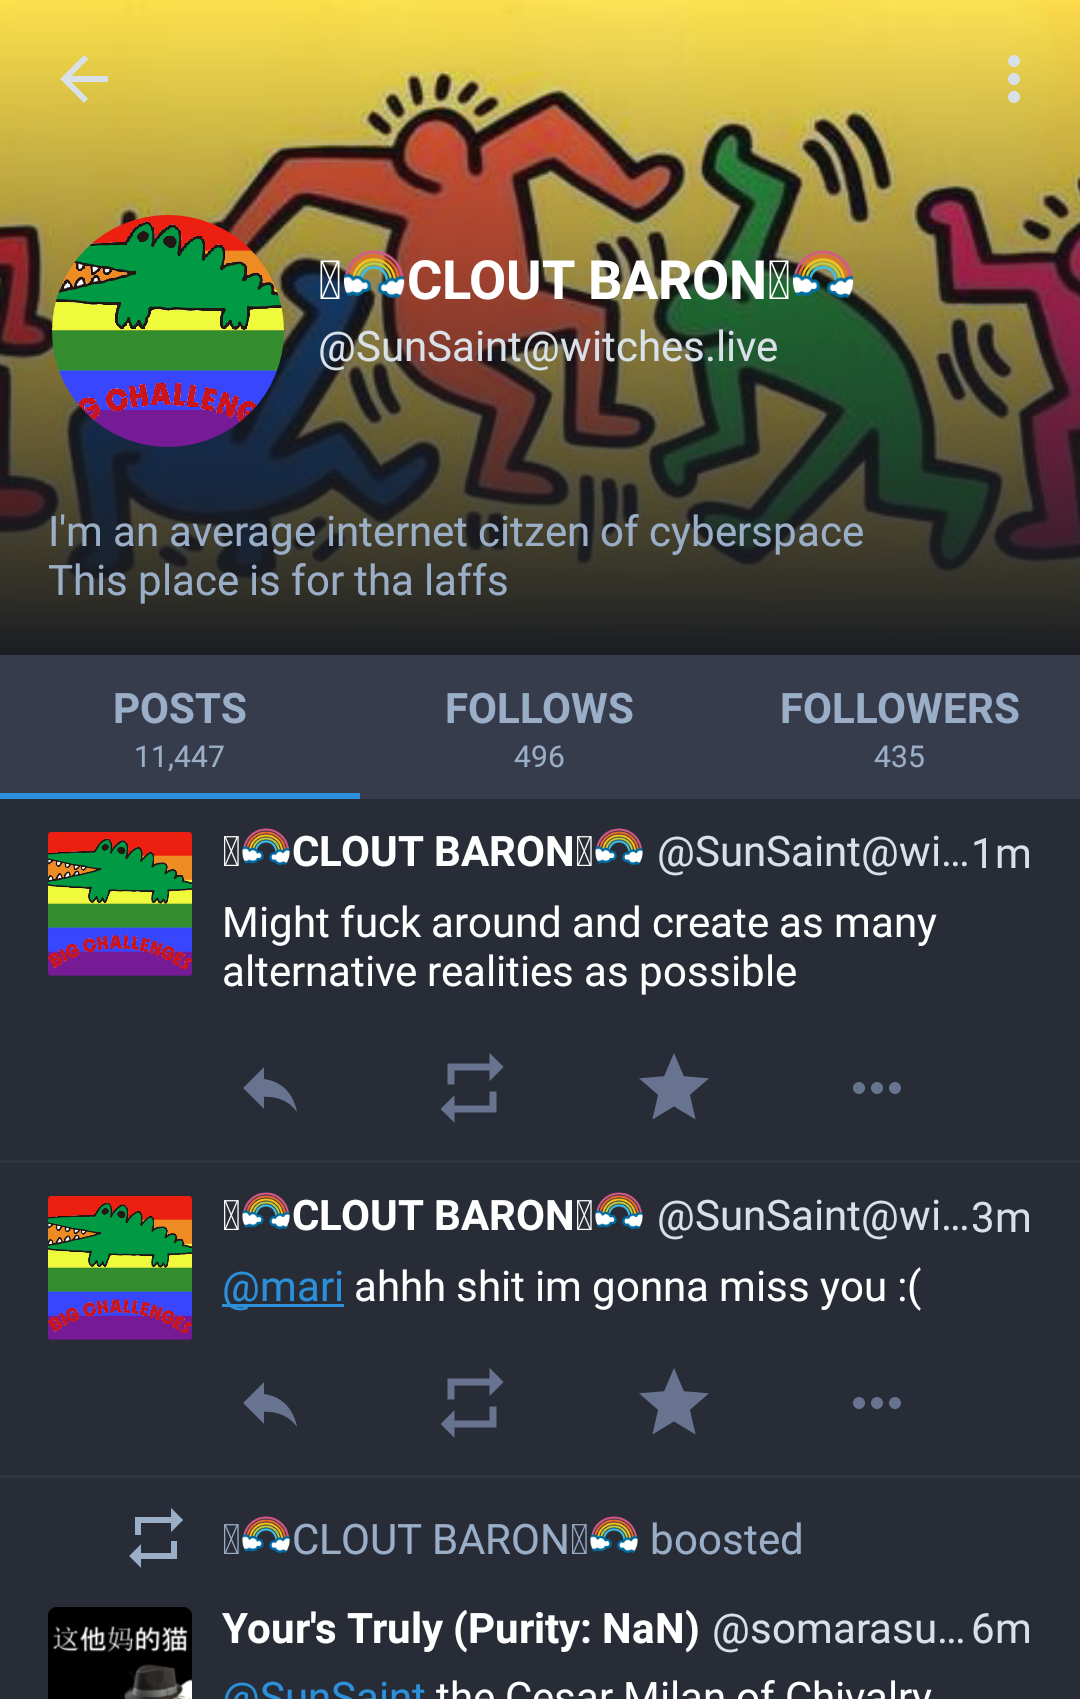 🌈CLOUT BARON🌈
@SunSaint@witches.live
G CHALLENG
I'm an average internet citzen of cyberspace
This place is for tha laffs
POSTS
11,447
FOLLOWS
496
FOLLOWERS
435
🌈CLOUT BARON🌈 @SunSaint@wi...1m
Might fuck around and create as many
alternative realities as possible
BIG CHALLENGES
🌈CLOUT BARON🌈 @SunSaint@wi...3m
@mari ahhh shit im gonna miss you :(
BIG CHALLENGES
🌈CLOUT BARON🌈 boosted
Your's Truly (Purity: NaN) @somarasu... 6m
这他妈的猫
@SunSaint the Cesar Milan of Chivalry